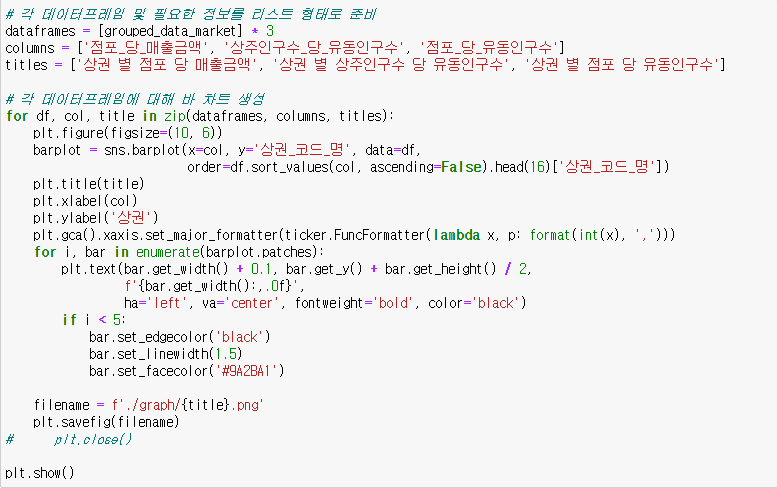 # 각 데이터프레임 및 필요한 정보를 리스트 형태로 준비
dataframes = [grouped_data_market] * 3
columns = ['점포_당_매출금액', '상주인구수_당_유동인구수', '점포_당_유동인구수']
titles = ['상권 별 점포 당 매출금액', '상권 별 상주인구수 당 유동인구수', '상권 별 점포 당 유동인구수']

# 각 데이터프레임에 대해 바 차트 생성
for df, col, title in zip(dataframes, columns, titles):
    plt.figure(figsize=(10, 6))
    barplot = sns.barplot(x=col, y='상권_코드_명', data=df,
                          order=df.sort_values(col, ascending=False).head(16)['상권_코드_명'])
    plt.title(title)
    plt.xlabel(col)
    plt.ylabel('상권')
    plt.gca().xaxis.set_major_formatter(ticker.FuncFormatter(lambda x, p: format(int(x), ',')))
    for i, bar in enumerate(barplot.patches):
        plt.text(bar.get_width() + 0.1, bar.get_y() + bar.get_height() / 2,
                 f'{bar.get_width():,.0f}',
                 ha='left', va='center', fontweight='bold', color='black')
        if i < 5:
            bar.set_edgecolor('black')
            bar.set_linewidth(1.5)
            bar.set_facecolor('#9A2BA1')

    filename = f'./graph/{title}.png'
    plt.savefig(filename)
#     plt.close()

plt.show()